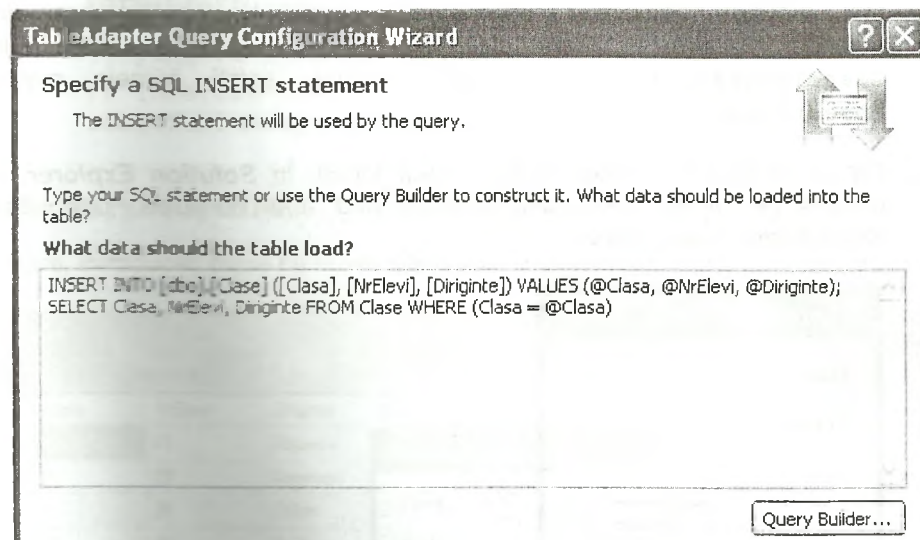 TableAdapter Query Configuration Wizard
Specify a SQL INSERT statement
The INSERT statement will be used by the query.
Type your SQL statement or use the Query Builder to construct it. What data should be loaded into the
table?
What data should the table load?
INSERT INTO [dbo].[Clase] ([Clasa], [NrElevi], [Diriginte]) VALUES (@Clasa, @NrElevi, @Diriginte);
SELECT Clasa, NrElevi, Diriginte FROM Clase WHERE (Clasa = @Clasa)
Query Builder...